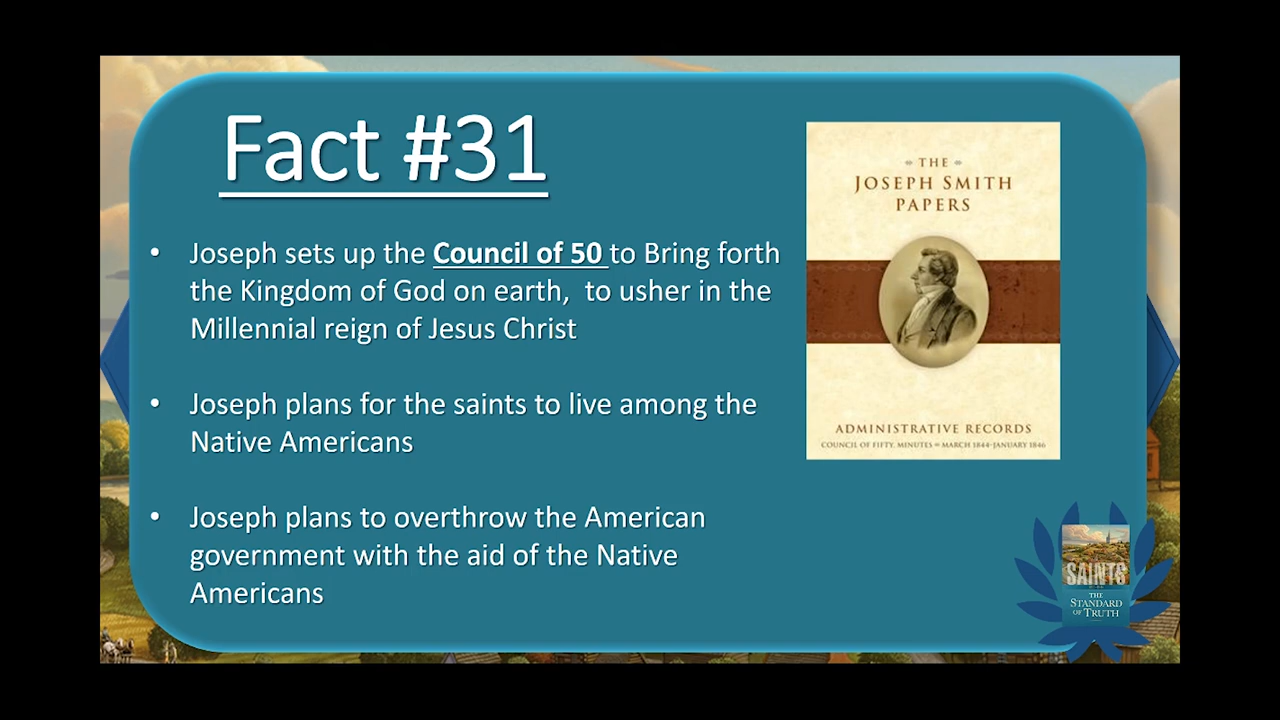 Fact #31
• Joseph sets up the Council of 50 to Bring forth
the Kingdom of God on earth,  to usher in the
Millennial reign of Jesus Christ
• Joseph plans for the saints to live among the
Native Americans
• Joseph plans to overthrow the American
government with the aid of the Native
Americans
THE
JOSEPH SMITH
PAPERS
ADMINISTRATIVE RECORDS
COUNCIL OF FIFTY, MINUTES MARCH 1844–JANUARY 1846
SAINTS
THE
STANDARD
OF TRUTH